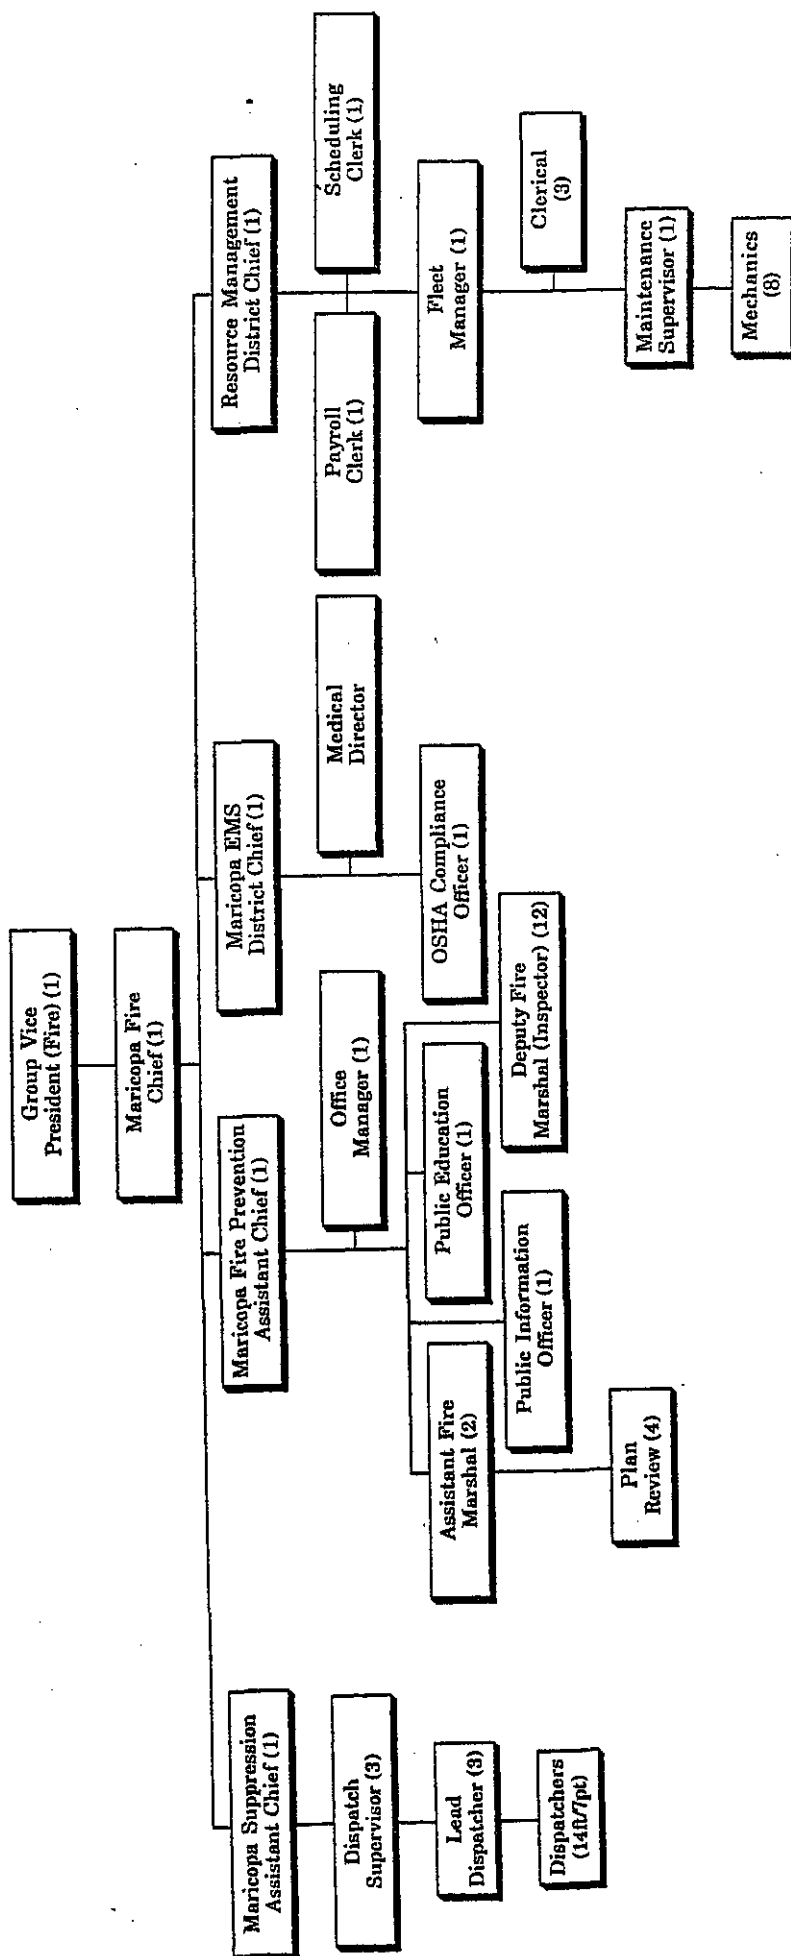 Group Vice
President (Fire) (1)
Maricopa Fire
Chief (1)
Maricopa Suppression
Assistant Chief (1)
Dispatch
Supervisor (3)
Lead
Dispatcher (3)
Dispatchers
(14ft/7pt)
Maricopa Fire Prevention
Assistant Chief (1)
Office
Manager (1)
Assistant Fire
Marshal (2)
Public Education
Officer (1)
Public Information
Officer (1)
Deputy Fire
Marshal (Inspector) (12)
Plan
Review (4)
Maricopa EMS
District Chief (1)
Medical
Director
OSHA Compliance
Officer (1)
Resource Management
District Chief (1)
Payroll
Clerk (1)
Scheduling
Clerk (1)
Fleet
Manager (1)
Clerical
(3)
Maintenance
Supervisor (1)
Mechanics
(8)